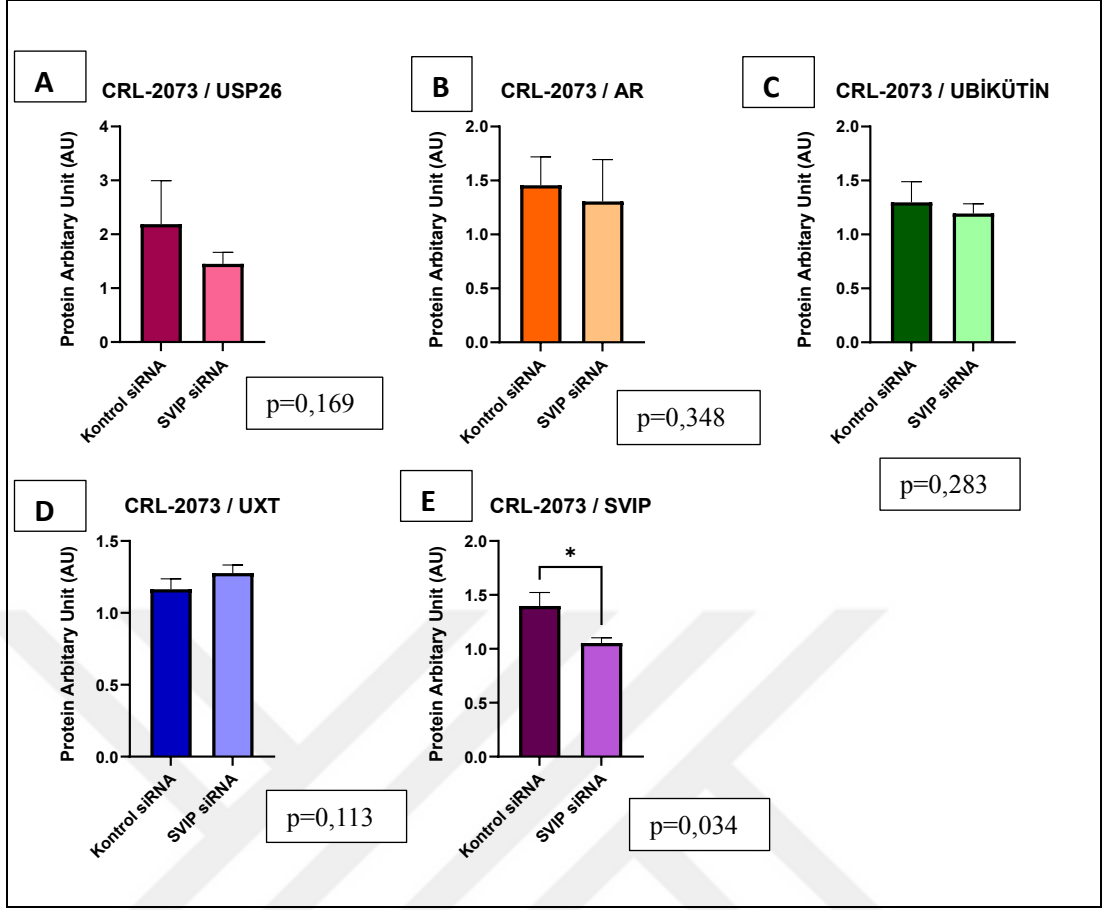 A
CRL-2073 / USP26
Protein Arbitary Unit (AU)
4
3
2
1
0
Kontrol siRNA
SVIP siRNA
p=0,169
B
CRL-2073 / AR
Protein Arbitary Unit (AU)
2.0
1.5
1.0
0.5
0.0
Kontrol siRNA
SVIP siRNA
p=0,348
C
CRL-2073 / UBİKÜTİN
Protein Arbitary Unit (AU)
2.0
1.5
1.0
0.5
0.0
Kontrol siRNA
SVIP siRNA
p=0,283
D
CRL-2073 / UXT
Protein Arbitary Unit (AU)
1.5
1.0
0.5
0.0
Kontrol siRNA
SVIP siRNA
p=0,113
E
CRL-2073 / SVIP
Protein Arbitary Unit (AU)
2.0
1.5
1.0
0.5
0.0
*
Kontrol siRNA
SVIP siRNA
p=0,034